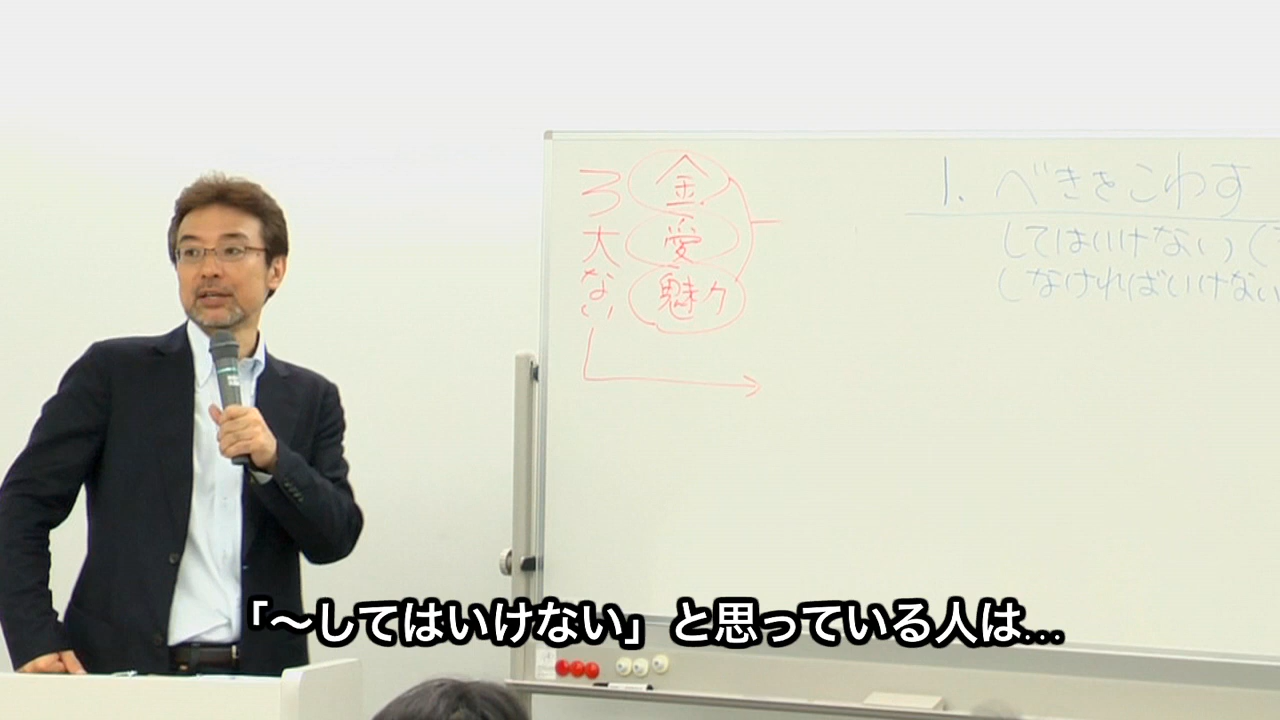 3大ない
金
愛
魅力
1. べきをこわす
してはいけない(
しなければいけない
「〜してはいけない」と思っている人は…